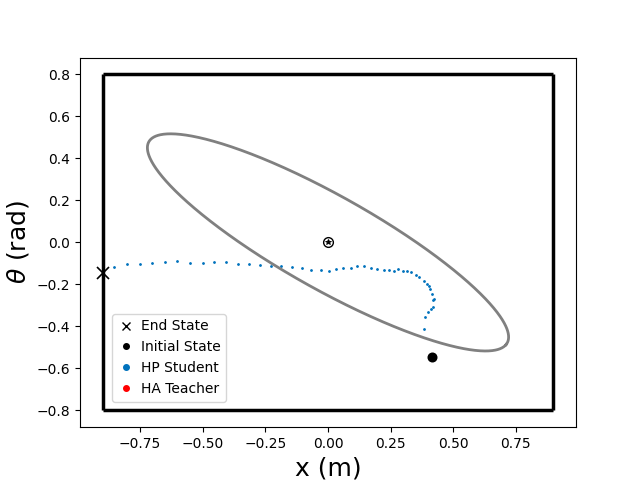 0.8
0.6
0.4
0.2
0.0
−0.2
−0.4
−0.6
−0.8
θ (rad)
End State
Initial State
HP Student
HA Teacher
−0.75
−0.50
−0.25
0.00
0.25
0.50
0.75
x (m)